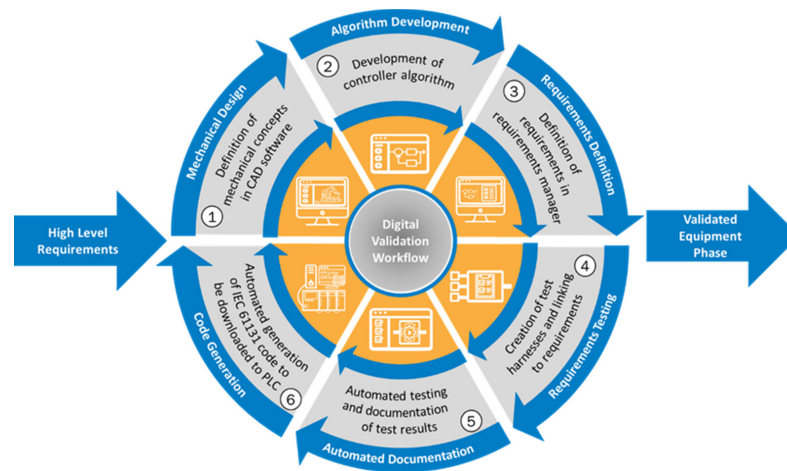 High Level
Requirements
Mechanical Design
1
Definition of
mechanical concepts
in CAD software
Algorithm Development
2
Development of
controller algorithm
Requirements Definition
3
Definition of
requirements in
requirements manager
Digital
Validation
Workflow
Validated
Equipment
Phase
4
Creation of test
harnesses and linking
to requirements
Requirements Testing
Automated testing
and documentation
of test results
5
Automated Documentation
Automated generation
of IEC 61131 code to
be downloaded to PLC
6
Code Generation